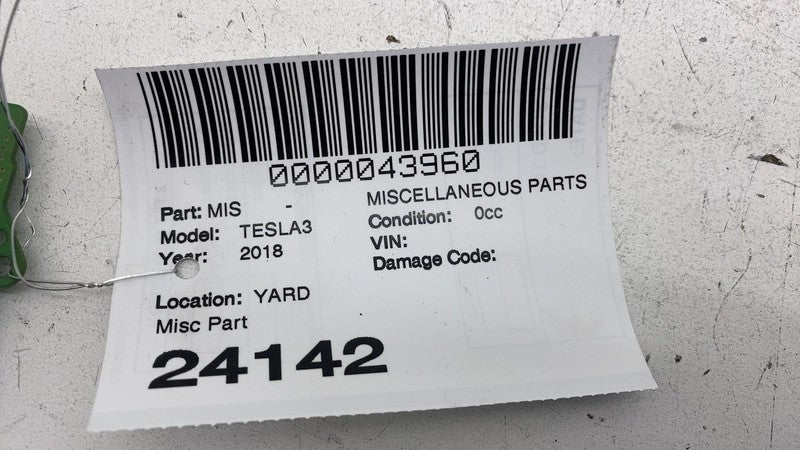 0000043960
Part: MIS - MISCELLANEOUS PARTS
Model: TESLA3 Condition: 0cc
Year: 2018 VIN:
Damage Code:
Location: YARD
Misc Part
24142